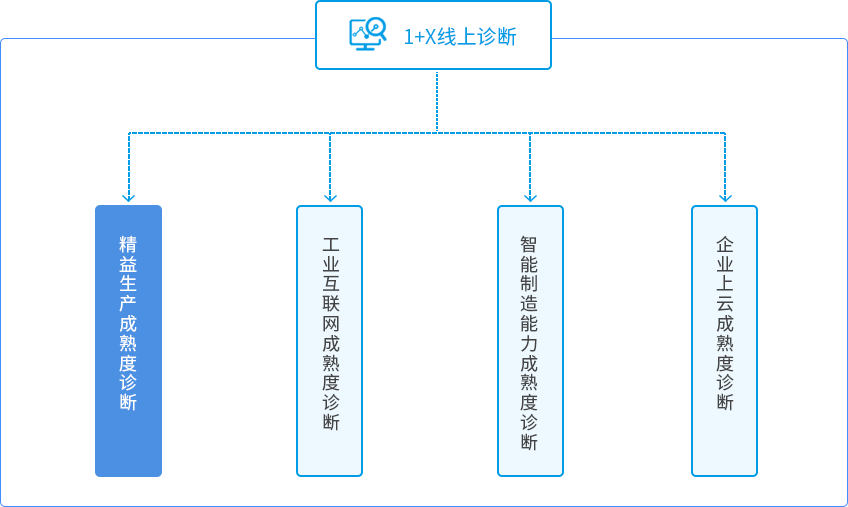 1+X线上诊断
精益生产成熟度诊断
工业互联网成熟度诊断
智能制造能力成熟度诊断
企业上云成熟度诊断